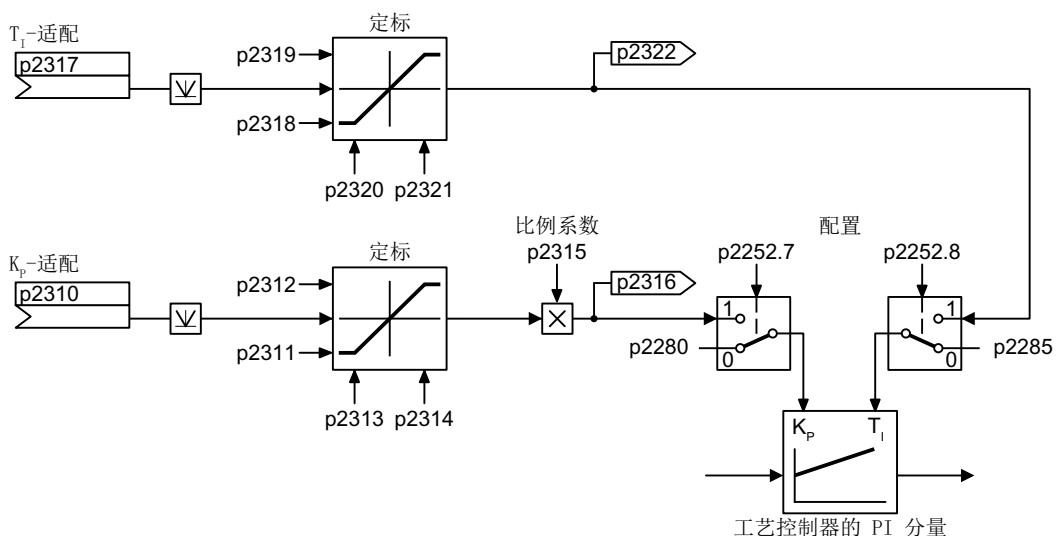 T_I-适配
p2317
定标
p2319
p2318
p2320
p2321
p2322
K_P-适配
p2310
定标
p2312
p2311
p2313
p2314
比例系数
p2315
p2316
配置
p2252.7
p2252.8
1
0
p2280
1
0
p2285
K_P
T_I
工艺控制器的 PI 分量